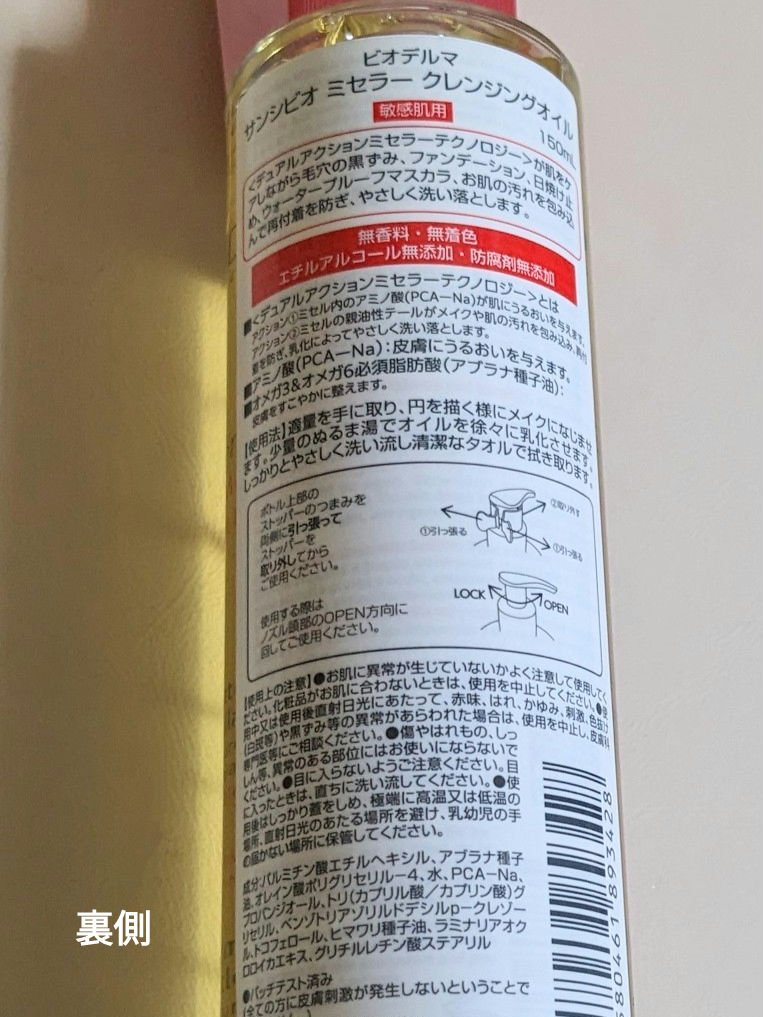 ビオデルマ
サンシビオ ミセラー クレンジングオイル
敏感肌用
150mL
<デュアルアクションミセラーテクノロジー>が肌をケ
アしながら毛穴の黒ずみ、ファンデーション、日焼け止
め、ウォータープルーフマスカラ、お肌の汚れを包み込
んで再付着を防ぎ、やさしく洗い落とします。
無香料・無着色
エチルアルコール無添加・防腐剤無添加
■<デュアルアクションミセラーテクノロジー>とは
アクション①ミセル内のアミノ酸(PCA−Na)が肌にうるおいを与えます。
アクション②ミセルの親油性テールがメイクや肌の汚れを包み込み、再付
着を防ぎ、乳化によってやさしく洗い落とします。
■アミノ酸(PCA−Na):皮膚にうるおいを与えます。
■オメガ3&オメガ6必須脂肪酸(アブラナ種子油):
皮膚をすこやかに整えます。
【使用法】適量を手に取り、円を描く様にメイクになじませ
ます。少量のぬるま湯でオイルを徐々に乳化させます。
しっかりとやさしく洗い流し清潔なタオルで拭き取ります。
ボトル上部の
ストッパーのつまみを
両側に引っ張って
ストッパーを
取り外してから
ご使用ください。
②取り外す
①引っ張る
①引っ張る
使用する際は
ノズル頭部のOPEN方向に
回してご使用ください。
LOCK
OPEN
【使用上の注意】●お肌に異常が生じていないかよく注意して使用してく
ださい。化粧品がお肌に合わないときは、使用を中止してください。●使
用中又は使用後直射日光にあたって、赤味、はれ、かゆみ、刺激、色抜け
(白斑等)や黒ずみ等の異常があらわれた場合は、使用を中止し、皮膚科
専門医等にご相談ください。●傷やはれもの、しっ
しん等、異常のある部位にはお使いにならないで
ください。●目に入らないようご注意ください。目
に入ったときは、直ちに洗い流してください。●使
用後はしっかり蓋をしめ、極端に高温又は低温の
場所、直射日光のあたる場所を避け、乳幼児の手
の届かない場所に保管してください。
成分:パルミチン酸エチルヘキシル、アブラナ種子
油、オレイン酸ポリグリセリル−4、水、PCA−Na、
プロパンジオール、トリ(カプリル酸/カプリン酸)グ
リセリル、ベンゾトリアゾリルドデシルp−クレゾー
ル、トコフェロール、ヒマワリ種子油、ラミナリアオク
ロロイカエキス、グリチルレチン酸ステアリル
●パッチテスト済み
(全ての方に皮膚刺激が発生しないということで
580461893428
裏側